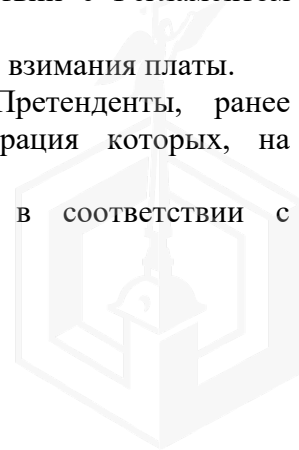 взимания платы.
Претенденты, ранее
рация которых, на
в соответствии с